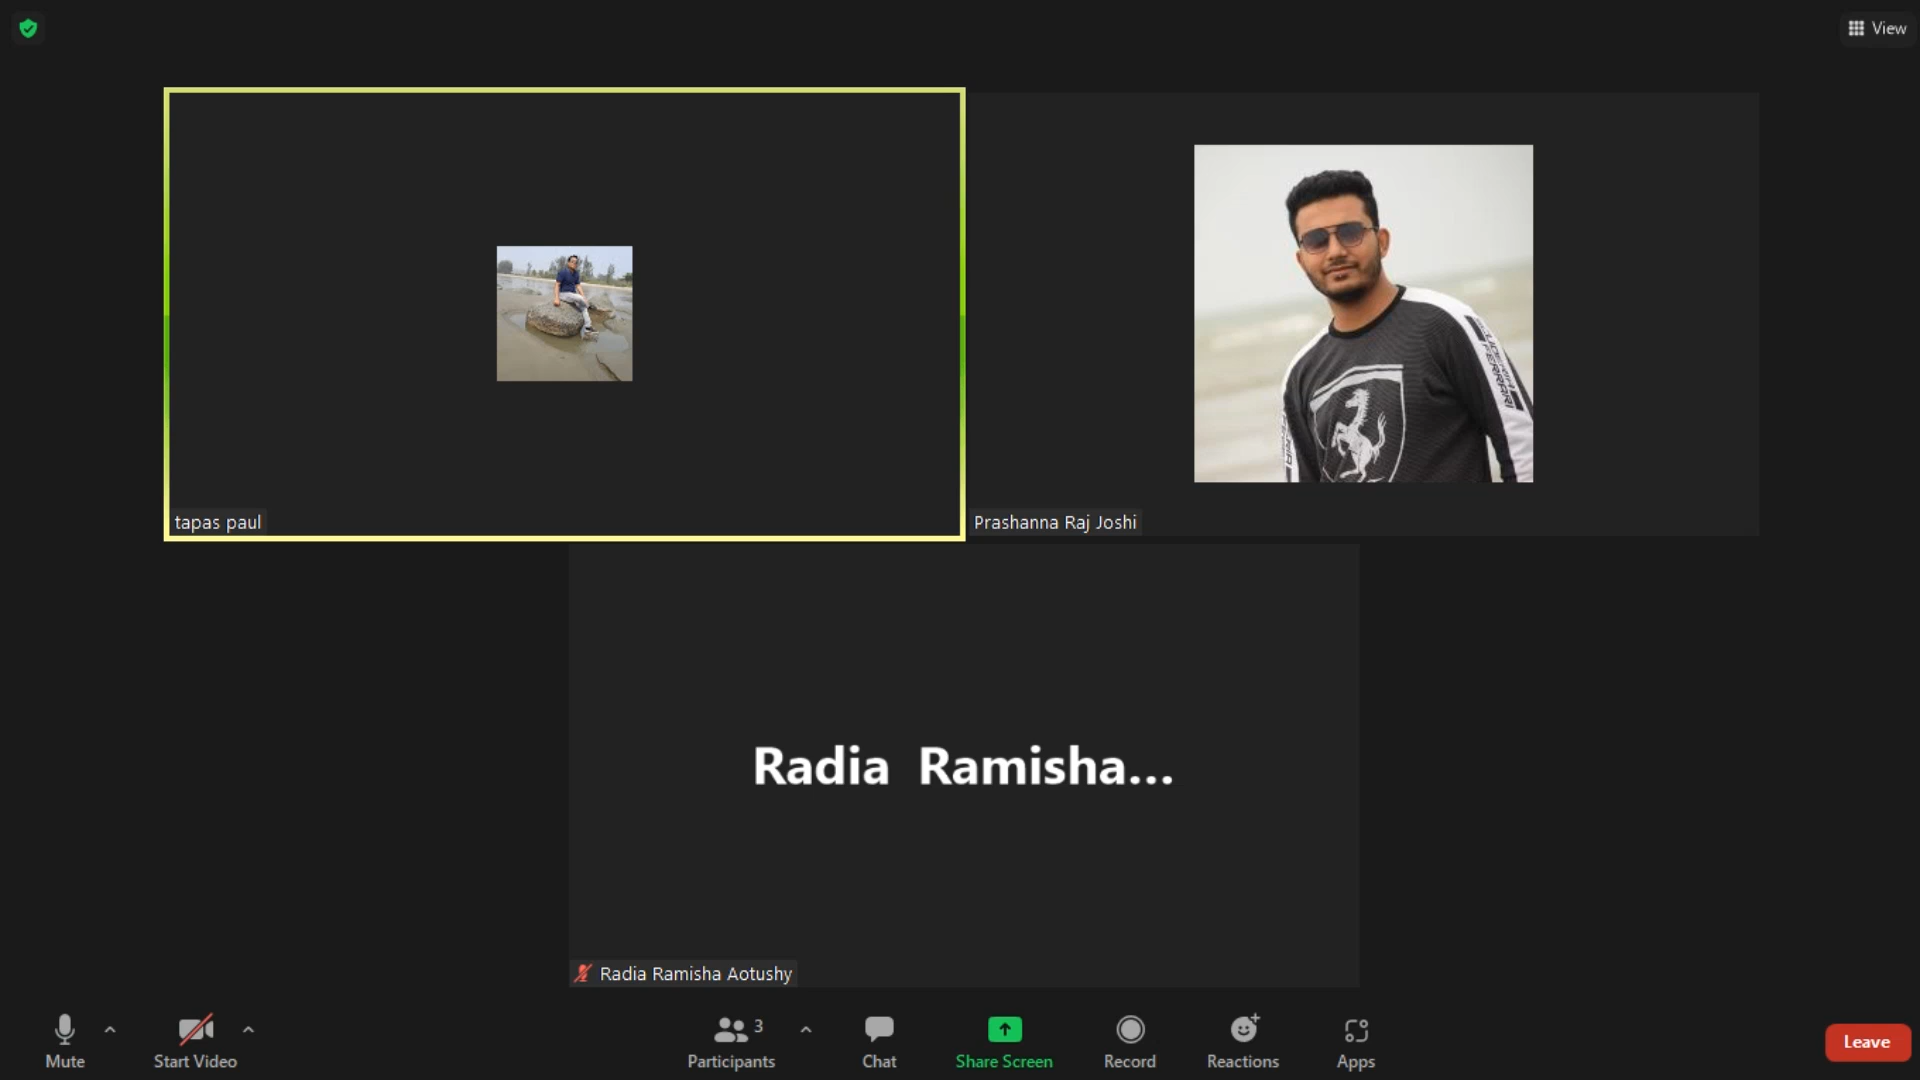 View
tapas paul
Prashanna Raj Joshi
Radia Ramisha...
Radia Ramisha Aotushy
Mute
Start Video
3
Participants
Chat
Share Screen
Record
Reactions
Apps
Leave